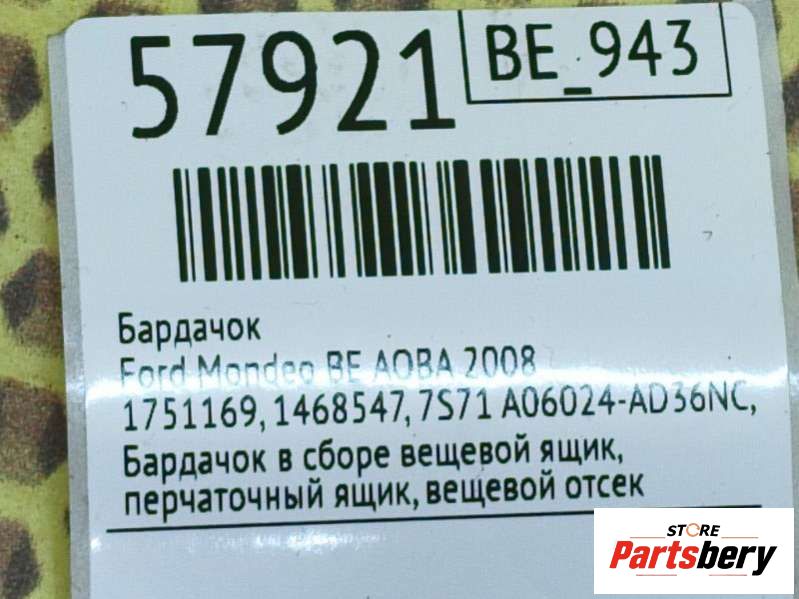 57921
BE_943
Бардачок
Ford Mondeo BE AOBA 2008
1751169, 1468547, 7S71 A06024-AD36NC,
Бардачок в сборе вещевой ящик,
перчаточный ящик, вещевой отсек
STORE
Partsbery